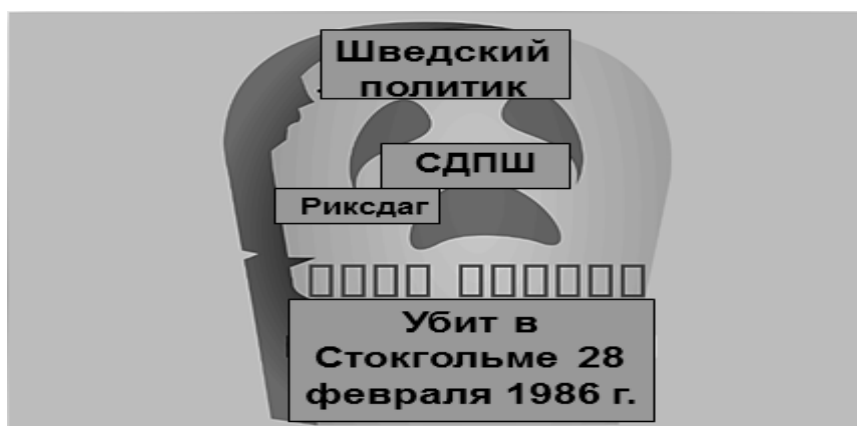 Шведский
политик
СДПШ
Риксдаг
Убит в
Стокгольме 28
февраля 1986 г.